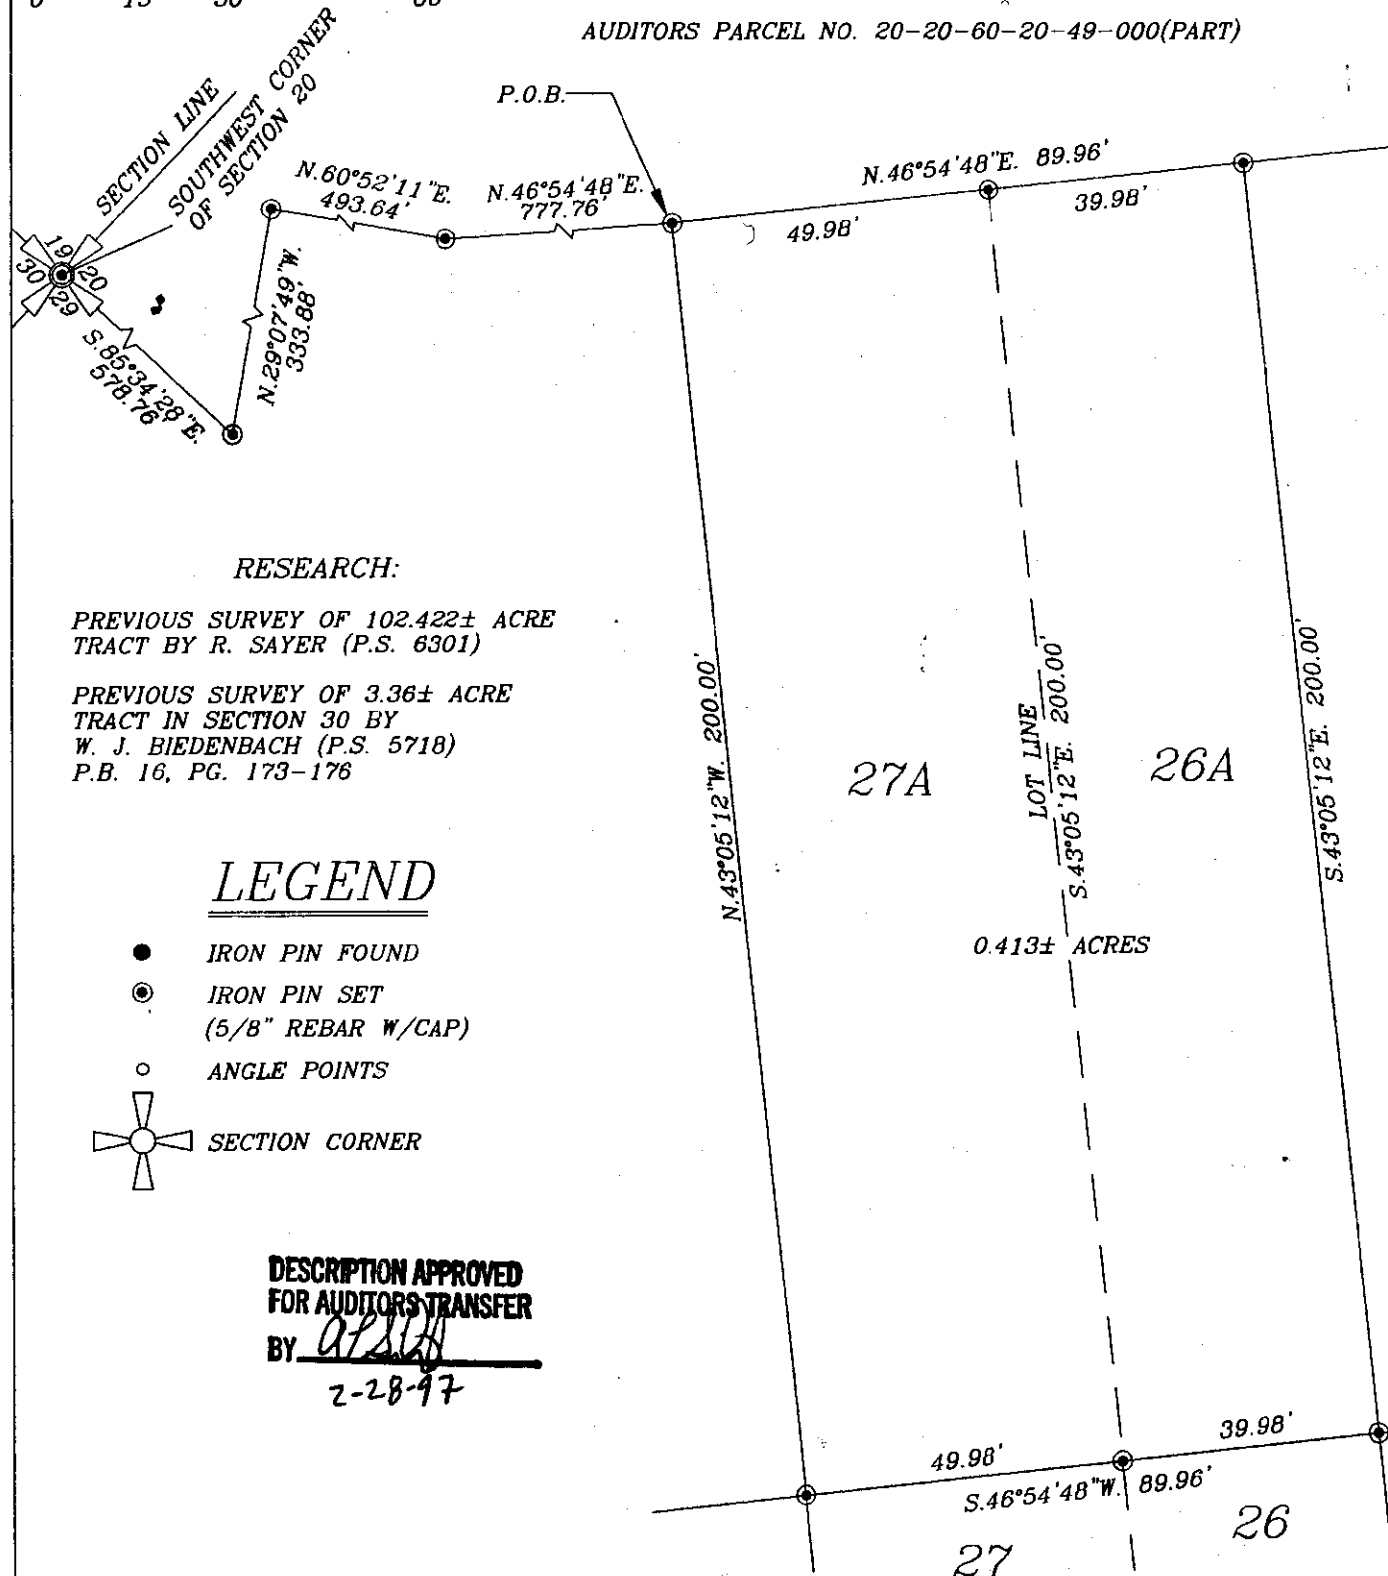 AUDITORS PARCEL NO. 20-20-60-20-49-000(PART)
P.O.B.
SECTION LINE
SOUTHWEST CORNER
OF SECTION 20
19
20
30
29
N.60°52'11"E.
493.64'
N.46°54'48"E.
777.76'
N.46°54'48"E. 89.96'
49.98'
39.98'
N.29°07'49"W.
333.88'
S.85°34'28"E.
578.76'
RESEARCH:
PREVIOUS SURVEY OF 102.422± ACRE
TRACT BY R. SAYER (P.S. 6301)
PREVIOUS SURVEY OF 3.36± ACRE
TRACT IN SECTION 30 BY
W. J. BIEDENBACH (P.S. 5718)
P.B. 16, PG. 173-176
N.43°05'12"W. 200.00'
27A
LOT LINE
S.43°05'12"E. 200.00'
26A
S.43°05'12"E. 200.00'
0.413± ACRES
LEGEND
IRON PIN FOUND
IRON PIN SET
(5/8" REBAR W/CAP)
ANGLE POINTS
SECTION CORNER
DESCRIPTION APPROVED
FOR AUDITORS TRANSFER
BY
2-28-97
49.98'
39.98'
S.46°54'48"W. 89.96'
27
26